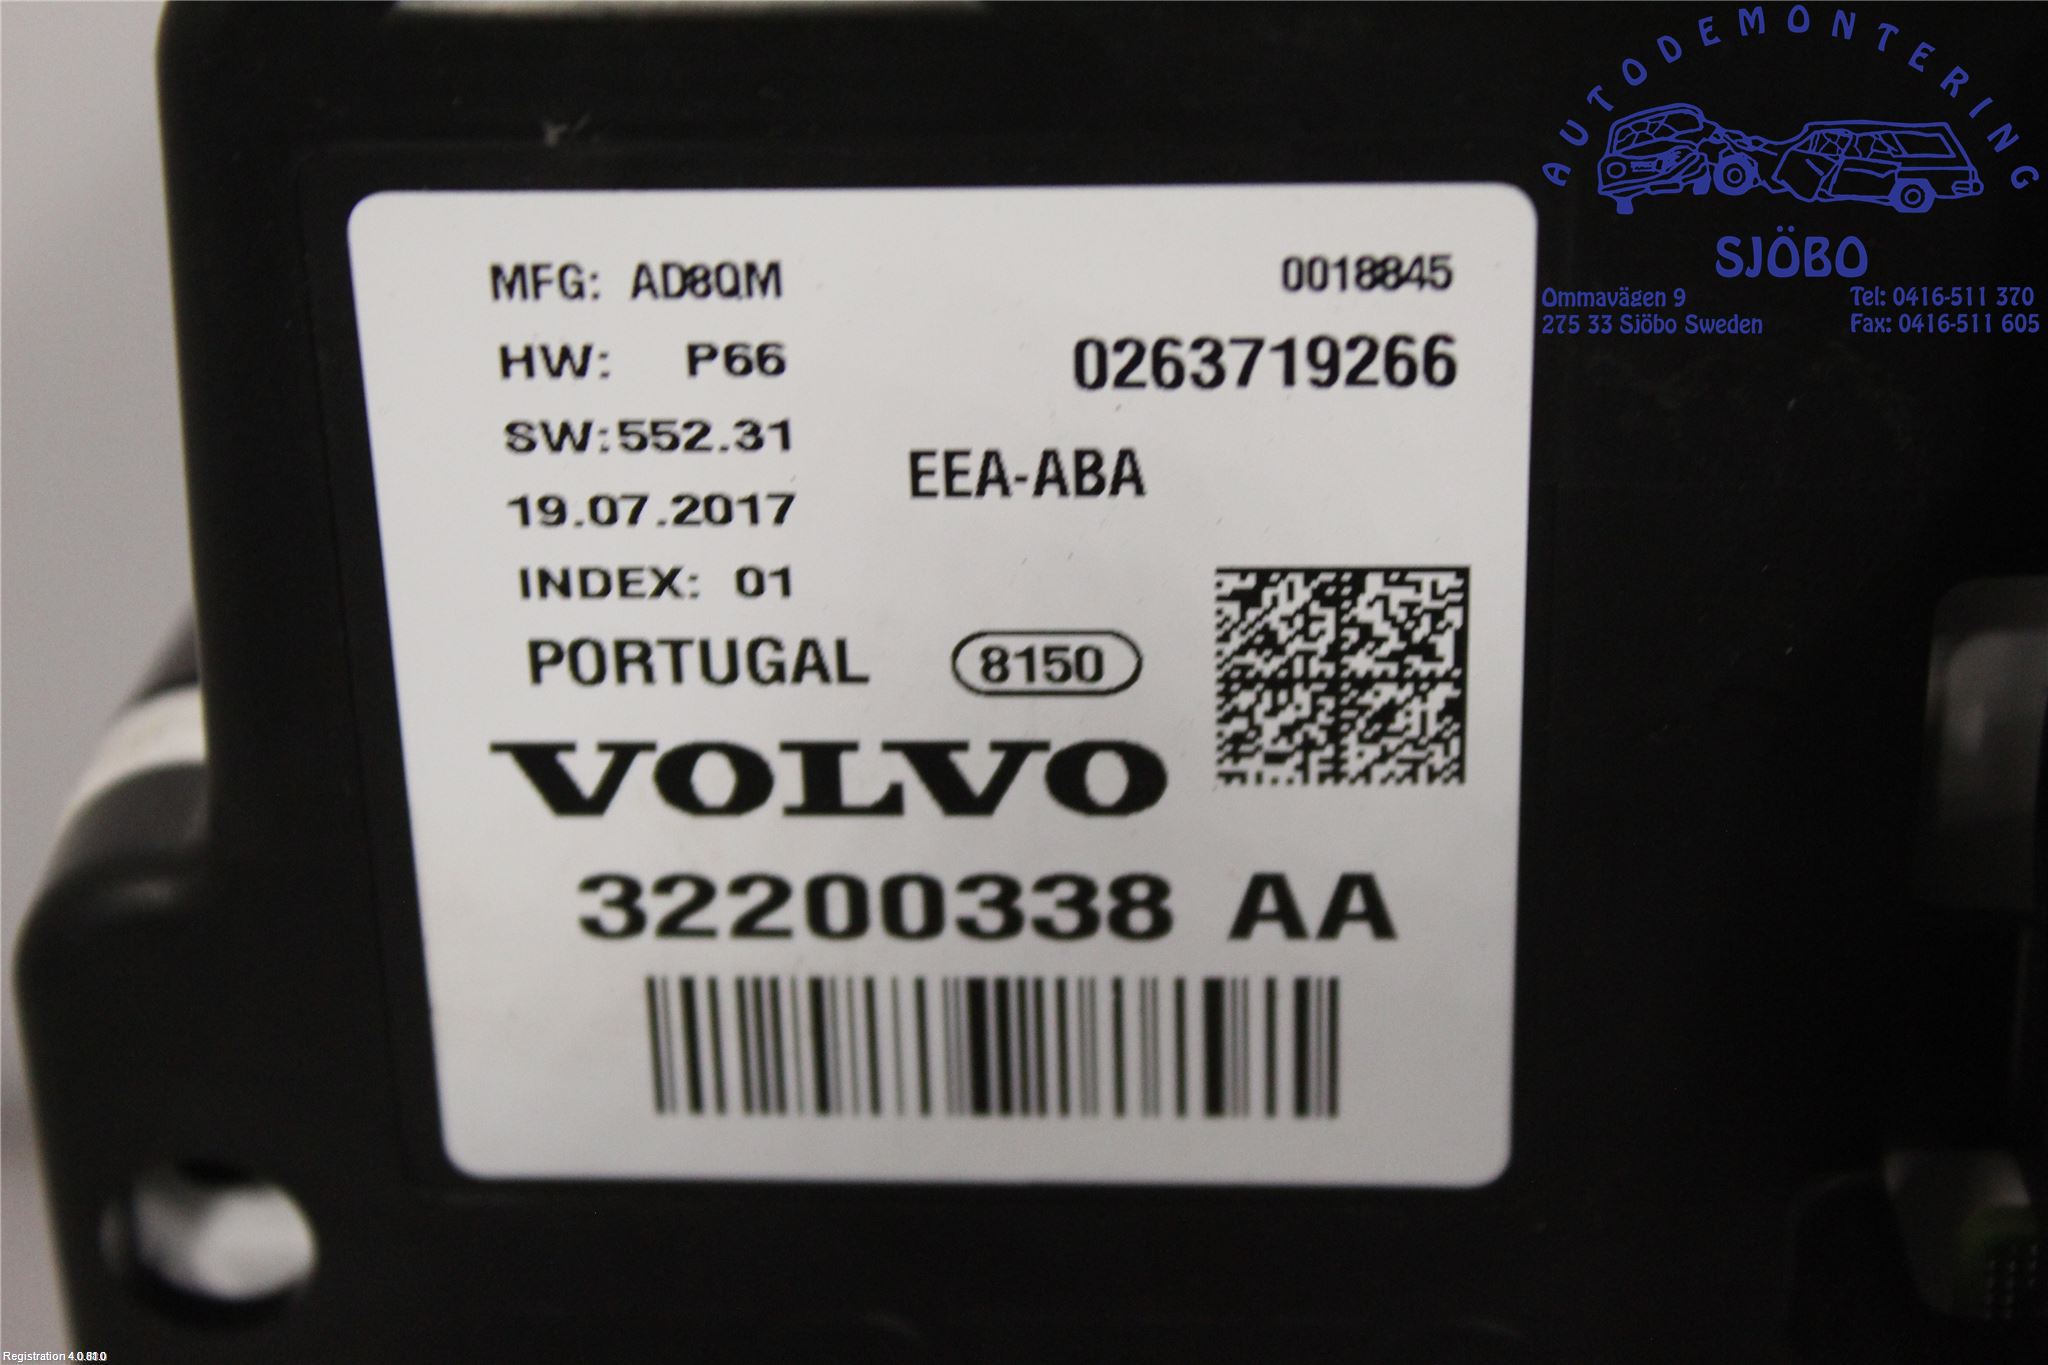 AUTODEMONTERING
SJÖBO
Ommavägen 9 Tel: 0416-511 370
275 33 Sjöbo Sweden Fax: 0416-511 605
MFG: AD8QM 0018845
HW: P66 0263719266
SW:552.31
EEA-ABA
19.07.2017
INDEX: 01
PORTUGAL 8150
VOLVO
32200338 AA